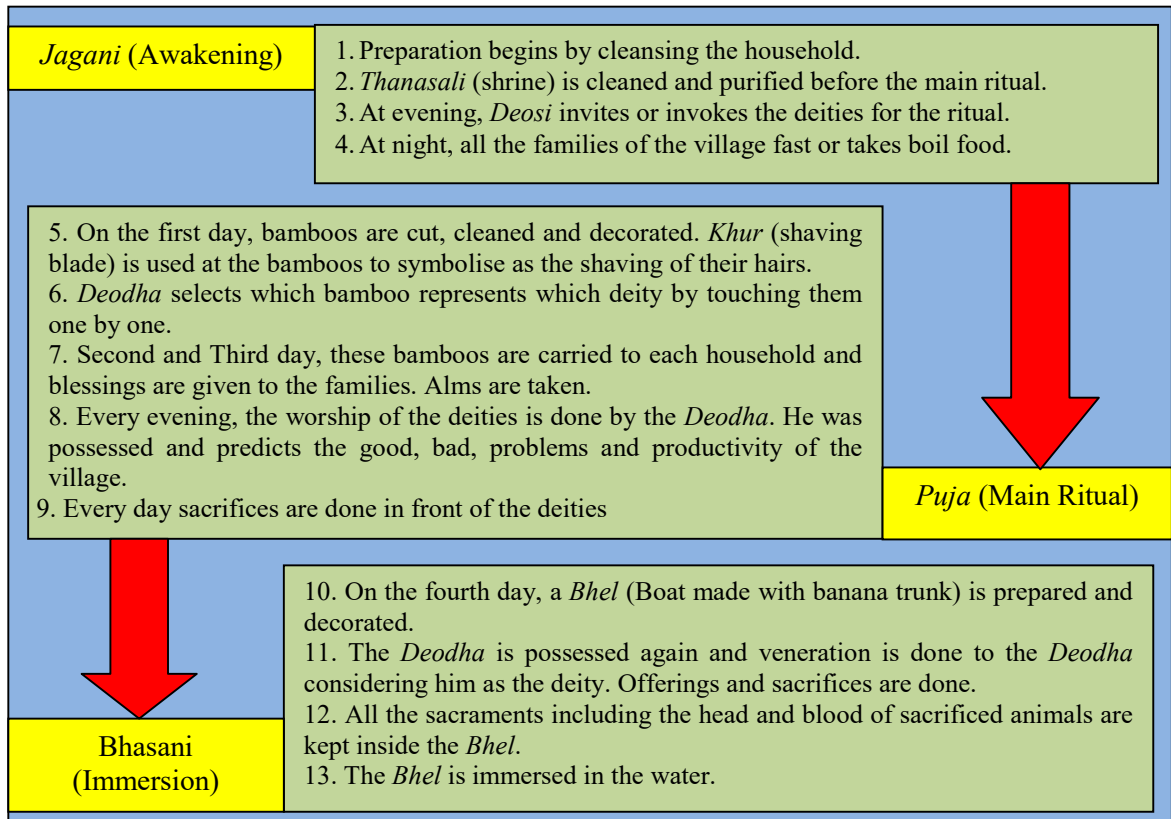 Jagani (Awakening)
1. Preparation begins by cleansing the household.
2. Thanasali (shrine) is cleaned and purified before the main ritual.
3. At evening, Deosi invites or invokes the deities for the ritual.
4. At night, all the families of the village fast or takes boil food.
5. On the first day, bamboos are cut, cleaned and decorated. Khur (shaving
blade) is used at the bamboos to symbolise as the shaving of their hairs.
6. Deodha selects which bamboo represents which deity by touching them
one by one.
7. Second and Third day, these bamboos are carried to each household and
blessings are given to the families. Alms are taken.
8. Every evening, the worship of the deities is done by the Deodha. He was
possessed and predicts the good, bad, problems and productivity of the
village.
9. Every day sacrifices are done in front of the deities
Puja (Main Ritual)
10. On the fourth day, a Bhel (Boat made with banana trunk) is prepared and
decorated.
11. The Deodha is possessed again and veneration is done to the Deodha
considering him as the deity. Offerings and sacrifices are done.
12. All the sacraments including the head and blood of sacrificed animals are
kept inside the Bhel.
13. The Bhel is immersed in the water.
Bhasani
(Immersion)